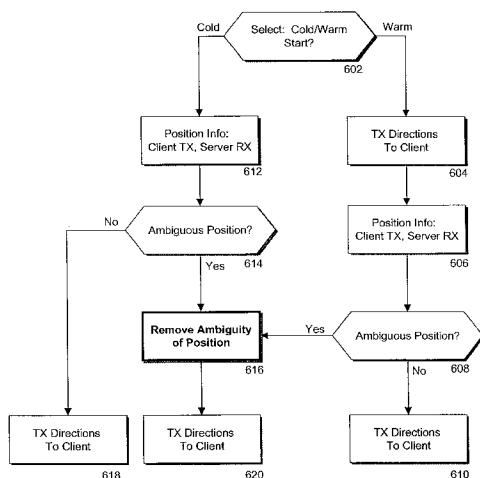 Cold
Select: Cold/Warm
Start?
Warm
602
Position Info:
Client TX, Server RX
612
TX Directions
To Client
604
No
Ambiguous Position?
614
Yes
Position Info:
Client TX, Server RX
606
Remove Ambiguity
of Position
616
Yes
Ambiguous Position?
608
No
TX Directions
To Client
618
TX Directions
To Client
620
TX Directions
To Client
610